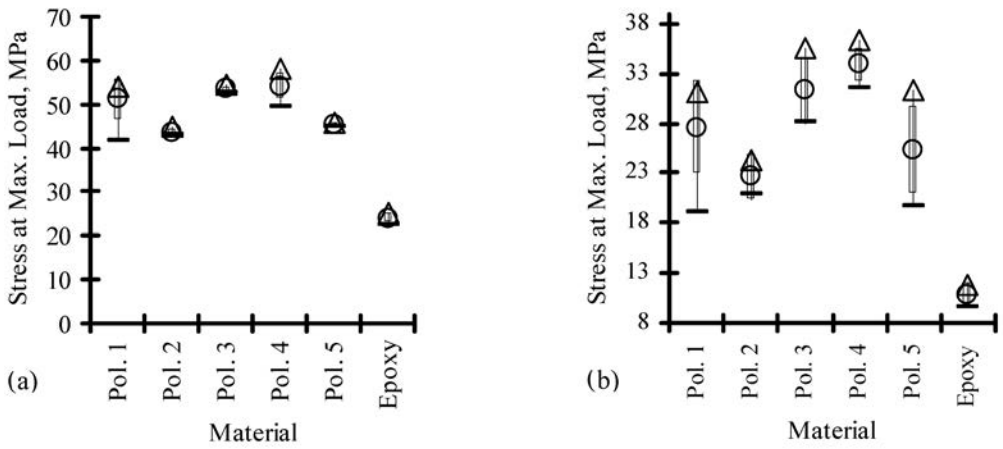 Stress at Max. Load, MPa
70
60
50
40
30
20
10
0
Pol. 1
Pol. 2
Pol. 3
Pol. 4
Pol. 5
Epoxy
(a)
Material
Stress at Max. Load, MPa
38
33
28
23
18
13
8
Pol. 1
Pol. 2
Pol. 3
Pol. 4
Pol. 5
Epoxy
(b)
Material